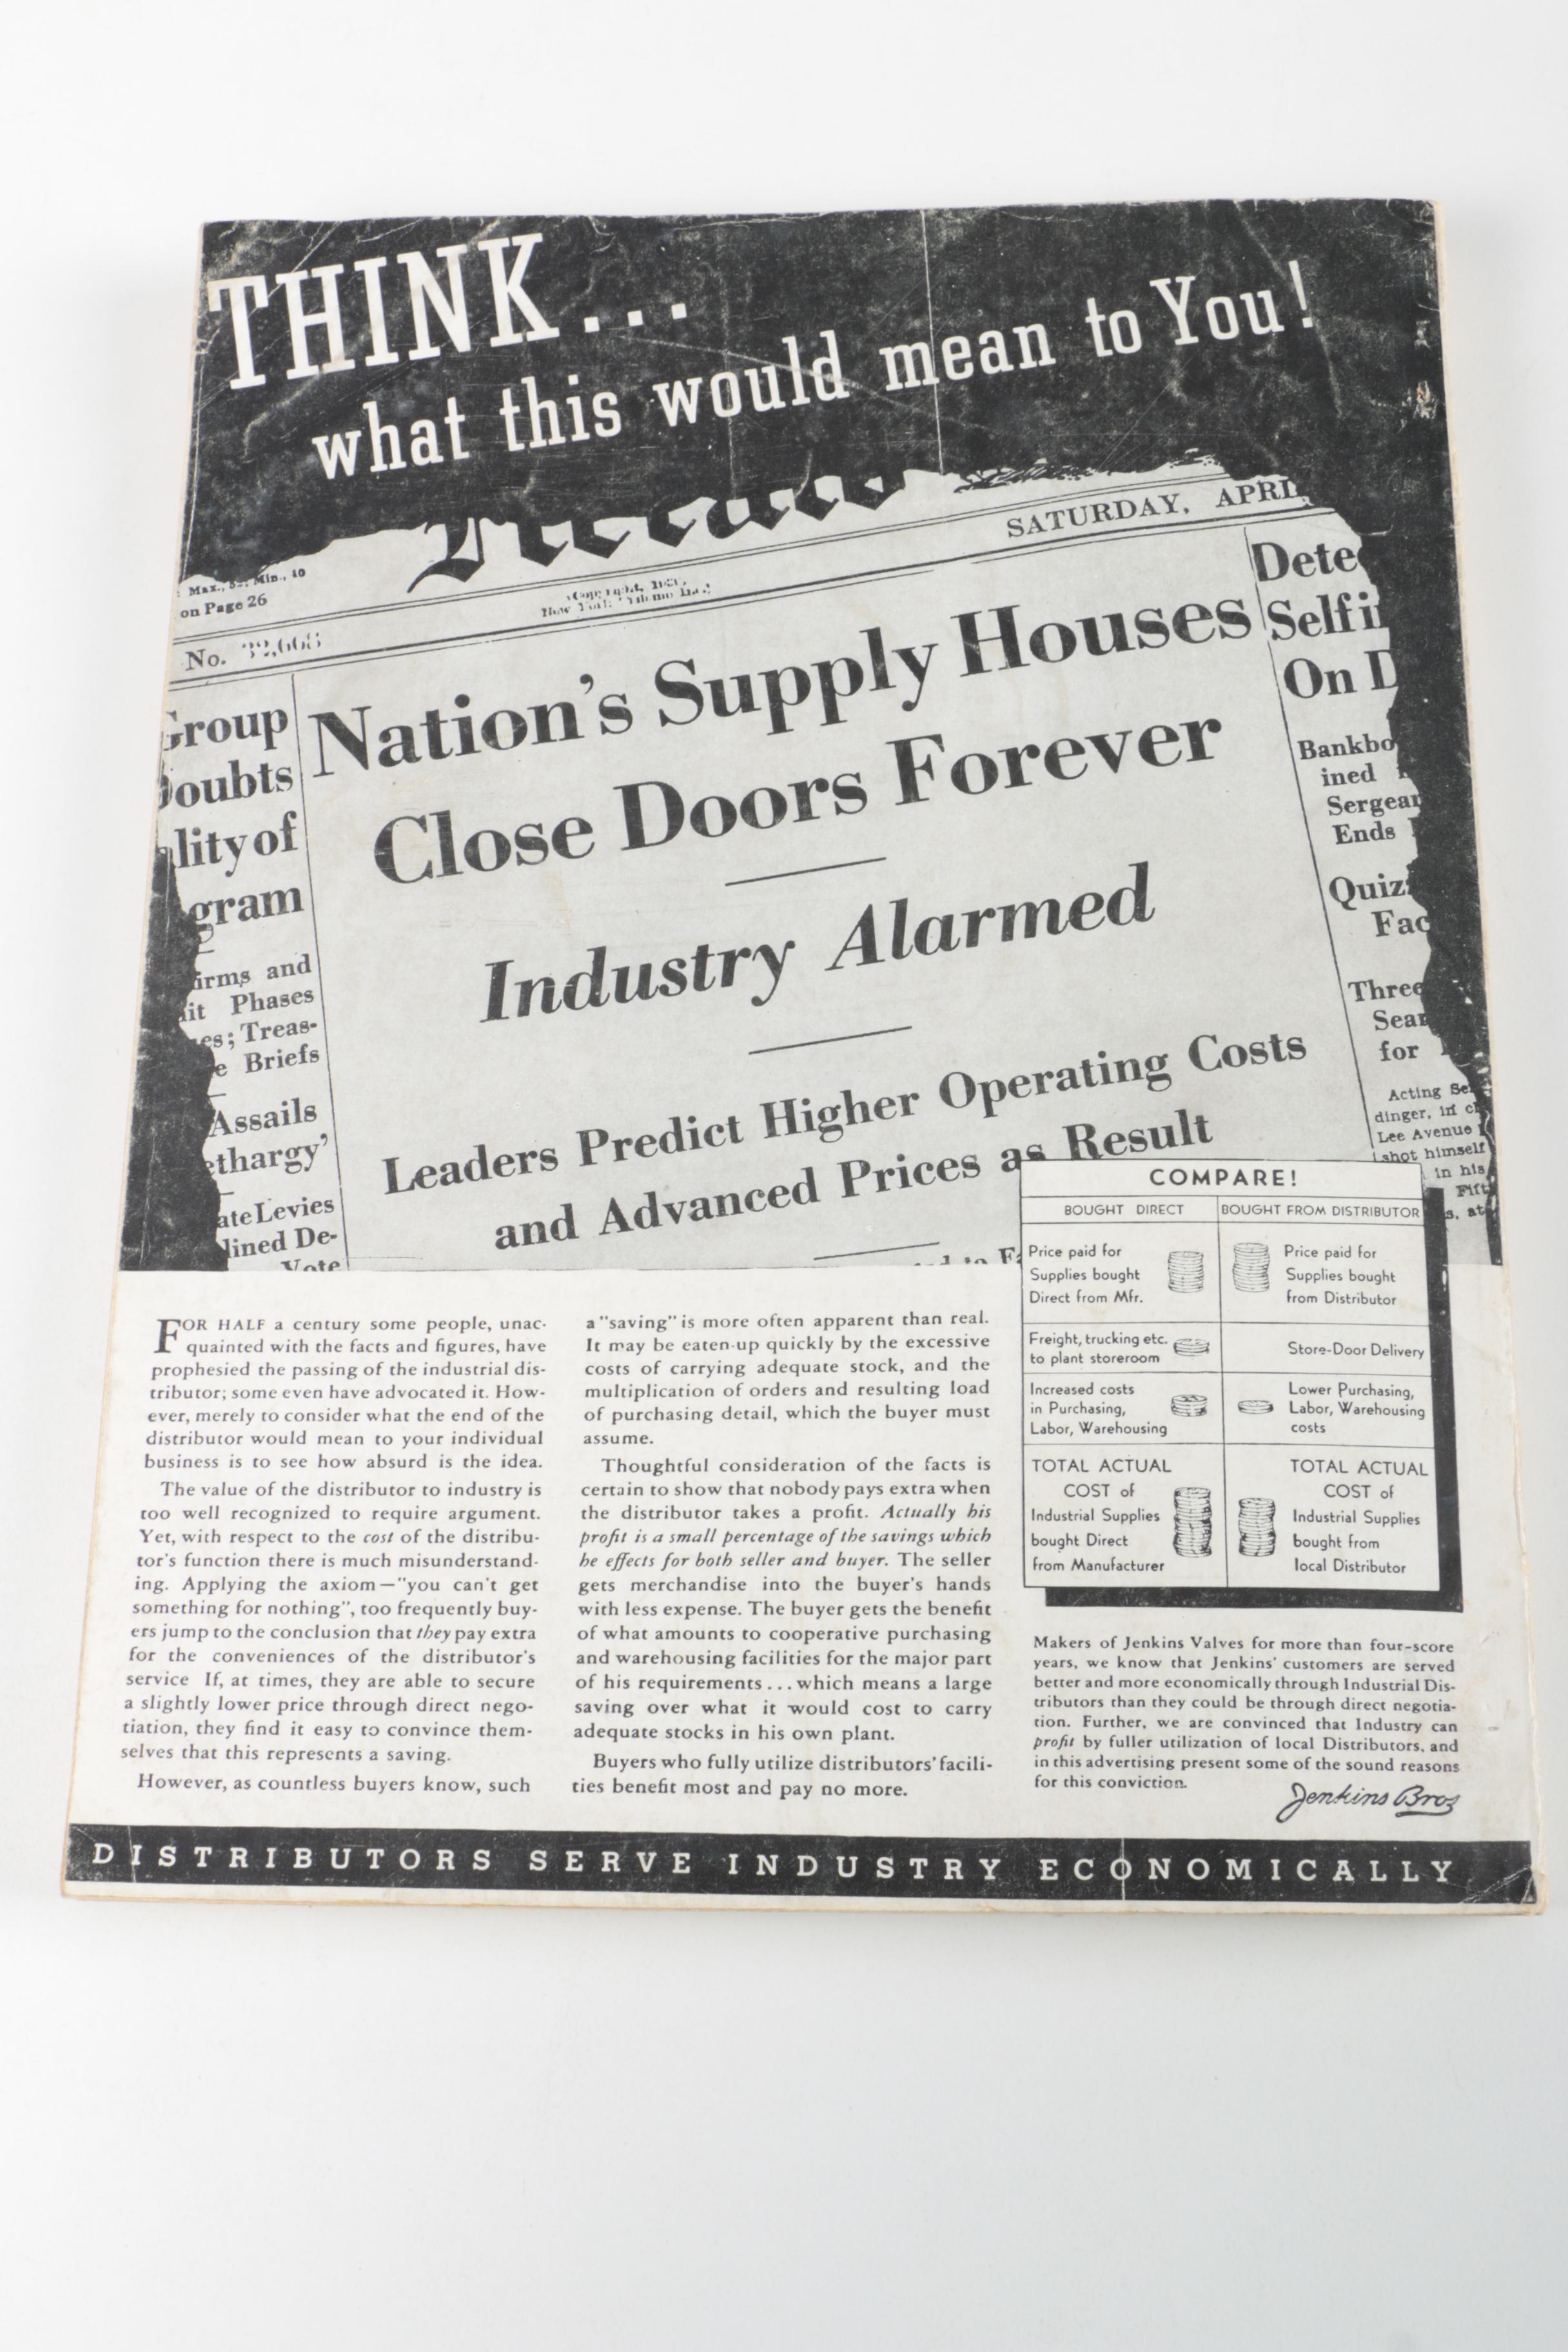 THINK...
what this would mean to You!
Herald
SATURDAY, APRI
Max., Min., 40
on Page 26
No.
Group
Doubts
ality of
gram
irms and
it Phases
es; Treas-
e Briefs
Assails
ethargy'
ate Levies
lined De-
Vote
Nation's Supply Houses
Close Doors Forever
Industry Alarmed
Leaders Predict Higher Operating Costs
and Advanced Prices as Result
Dete
Self i
On D
Bankbo
ined
Sergean
Ends
Quiz
Fac
Three
Sear
for
Acting Se
dinger, in c
Lee Avenue
shot himself
in his
Fift
s, at
COMPARE!
BOUGHT DIRECT
BOUGHT FROM DISTRIBUTOR
Price paid for
Supplies bought
Direct from Mfr.
Price paid for
Supplies bought
from Distributor
Freight, trucking etc.
to plant storeroom
Store-Door Delivery
Increased costs
in Purchasing,
Labor, Warehousing
Lower Purchasing,
Labor, Warehousing
costs
TOTAL ACTUAL
COST of
Industrial Supplies
bought Direct
from Manufacturer
TOTAL ACTUAL
COST of
Industrial Supplies
bought from
local Distributor
FOR HALF a century some people, unac-
quainted with the facts and figures, have
prophesied the passing of the industrial dis-
tributor; some even have advocated it. How-
ever, merely to consider what the end of the
distributor would mean to your individual
business is to see how absurd is the idea.
The value of the distributor to industry is
too well recognized to require argument.
Yet, with respect to the cost of the distribu-
tor's function there is much misunderstand-
ing. Applying the axiom—"you can't get
something for nothing", too frequently buy-
ers jump to the conclusion that they pay extra
for the conveniences of the distributor's
service If, at times, they are able to secure
a slightly lower price through direct nego-
tiation, they find it easy to convince them-
selves that this represents a saving.
However, as countless buyers know, such
a "saving" is more often apparent than real.
It may be eaten-up quickly by the excessive
costs of carrying adequate stock, and the
multiplication of orders and resulting load
of purchasing detail, which the buyer must
assume.
Thoughtful consideration of the facts is
certain to show that nobody pays extra when
the distributor takes a profit. Actually his
profit is a small percentage of the savings which
he effects for both seller and buyer. The seller
gets merchandise into the buyer's hands
with less expense. The buyer gets the benefit
of what amounts to cooperative purchasing
and warehousing facilities for the major part
of his requirements...which means a large
saving over what it would cost to carry
adequate stocks in his own plant.
Buyers who fully utilize distributors' facili-
ties benefit most and pay no more.
Makers of Jenkins Valves for more than four-score
years, we know that Jenkins' customers are served
better and more economically through Industrial Dis-
tributors than they could be through direct negotia-
tion. Further, we are convinced that Industry can
profit by fuller utilization of local Distributors, and
in this advertising present some of the sound reasons
for this conviction.
Jenkins Bros
DISTRIBUTORS SERVE INDUSTRY ECONOMICALLY